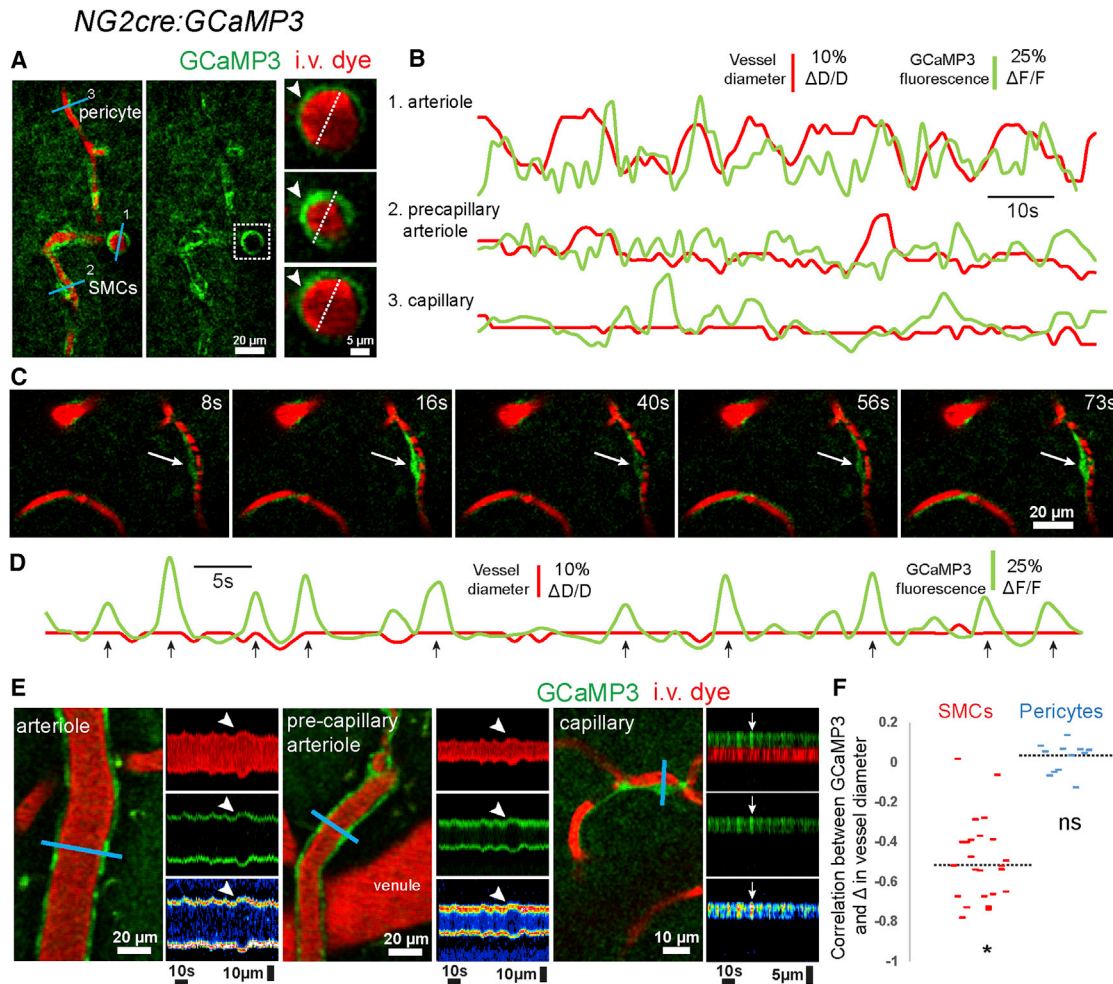 NG2cre:GCaMP3
A
GCaMP3 i.v. dye
3
pericyte
1
2
SMCs
20 µm
5 µm
B
Vessel
diameter
10%
ΔD/D
GCaMP3
fluorescence
25%
ΔF/F
1. arteriole
10s
2. precapillary
arteriole
3. capillary
C
8s
16s
40s
56s
73s
20 µm
D
5s
Vessel
diameter
10%
ΔD/D
GCaMP3
fluorescence
25%
ΔF/F
E
GCaMP3 i.v. dye
arteriole
20 µm
10s
10µm
pre-capillary
arteriole
venule
20 µm
10s
10µm
capillary
10 µm
10s
5µm
F
SMCs
Pericytes
Correlation between GCaMP3
and Δ in vessel diameter
0.2
0
-0.2
-0.4
-0.6
-0.8
-1
ns
*